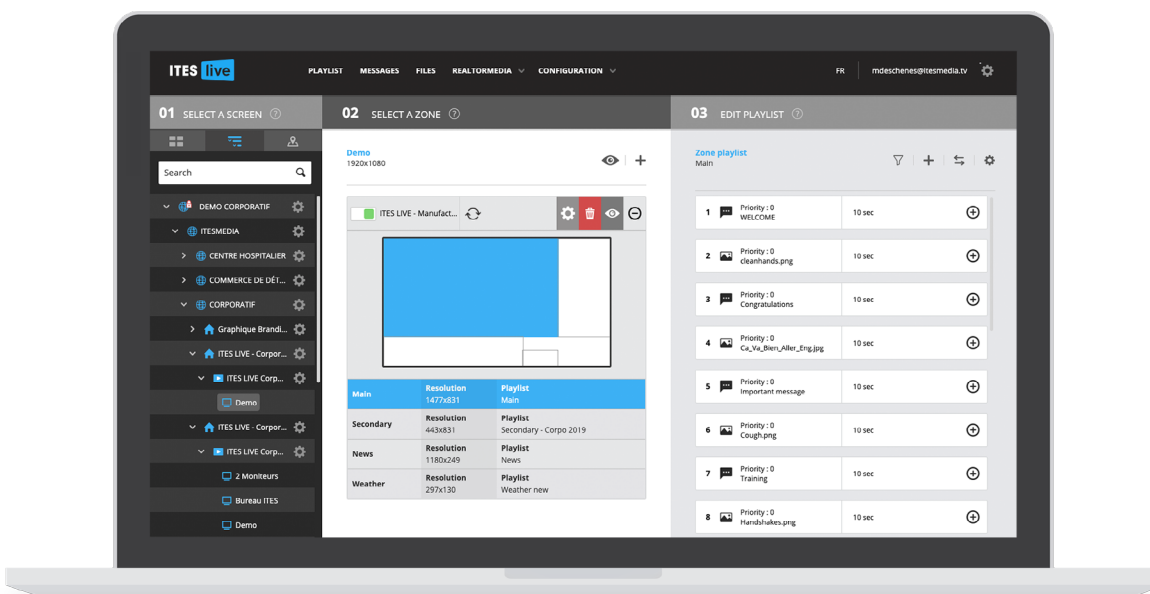 ITES live
PLAYLIST MESSAGES FILES REALTORMEDIA CONFIGURATION FR mdeschenes@itesmedia.tv
01 SELECT A SCREEN ?
02 SELECT A ZONE ?
03 EDIT PLAYLIST ?
Search
DEMO CORPORATIF
ITESMEDIA
CENTRE HOSPITALIER
COMMERCE DE DÉT...
CORPORATIF
Graphique Brandi...
ITES LIVE - Corpor...
ITES LIVE Corp...
Demo
ITES LIVE - Corpor...
ITES LIVE Corp...
2 Moniteurs
Bureau ITES
Demo
Demo
1920x1080
ITES LIVE - Manufact...
Main Resolution Playlist
1477x831 Main
Secondary Resolution Playlist
443x831 Secondary - Corpo 2019
News Resolution Playlist
1180x249 News
Weather Resolution Playlist
297x130 Weather new
Zone playlist
Main
1 Priority : 0 10 sec
WELCOME
2 Priority : 0 10 sec
cleanhands.png
3 Priority : 0 10 sec
Congratulations
4 Priority : 0 10 sec
Ca_Va_Bien_Aller_Eng.jpg
5 Priority : 0 10 sec
Important message
6 Priority : 0 10 sec
Cough.png
7 Priority : 0 10 sec
Training
8 Priority : 0 10 sec
Handshakes.png